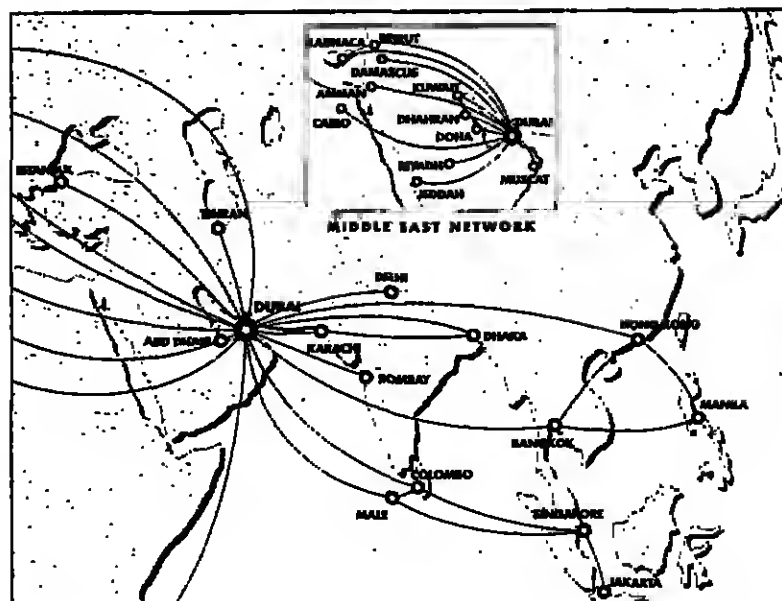 LARNACA
BEIRUT
DAMASCUS
AMMAN
KUWAIT
CAIRO
DHAHRAN
DUBAI
DOHA
RIYADH
MUSCAT
JEDDAH
MIDDLE EAST NETWORK
ISTANBUL
TEHRAN
DELHI
DUBAI
ABU DHABI
KARACHI
DHAKA
HONG KONG
BOMBAY
MANILA
BANGKOK
COLOMBO
MALE
SINGAPORE
JAKARTA